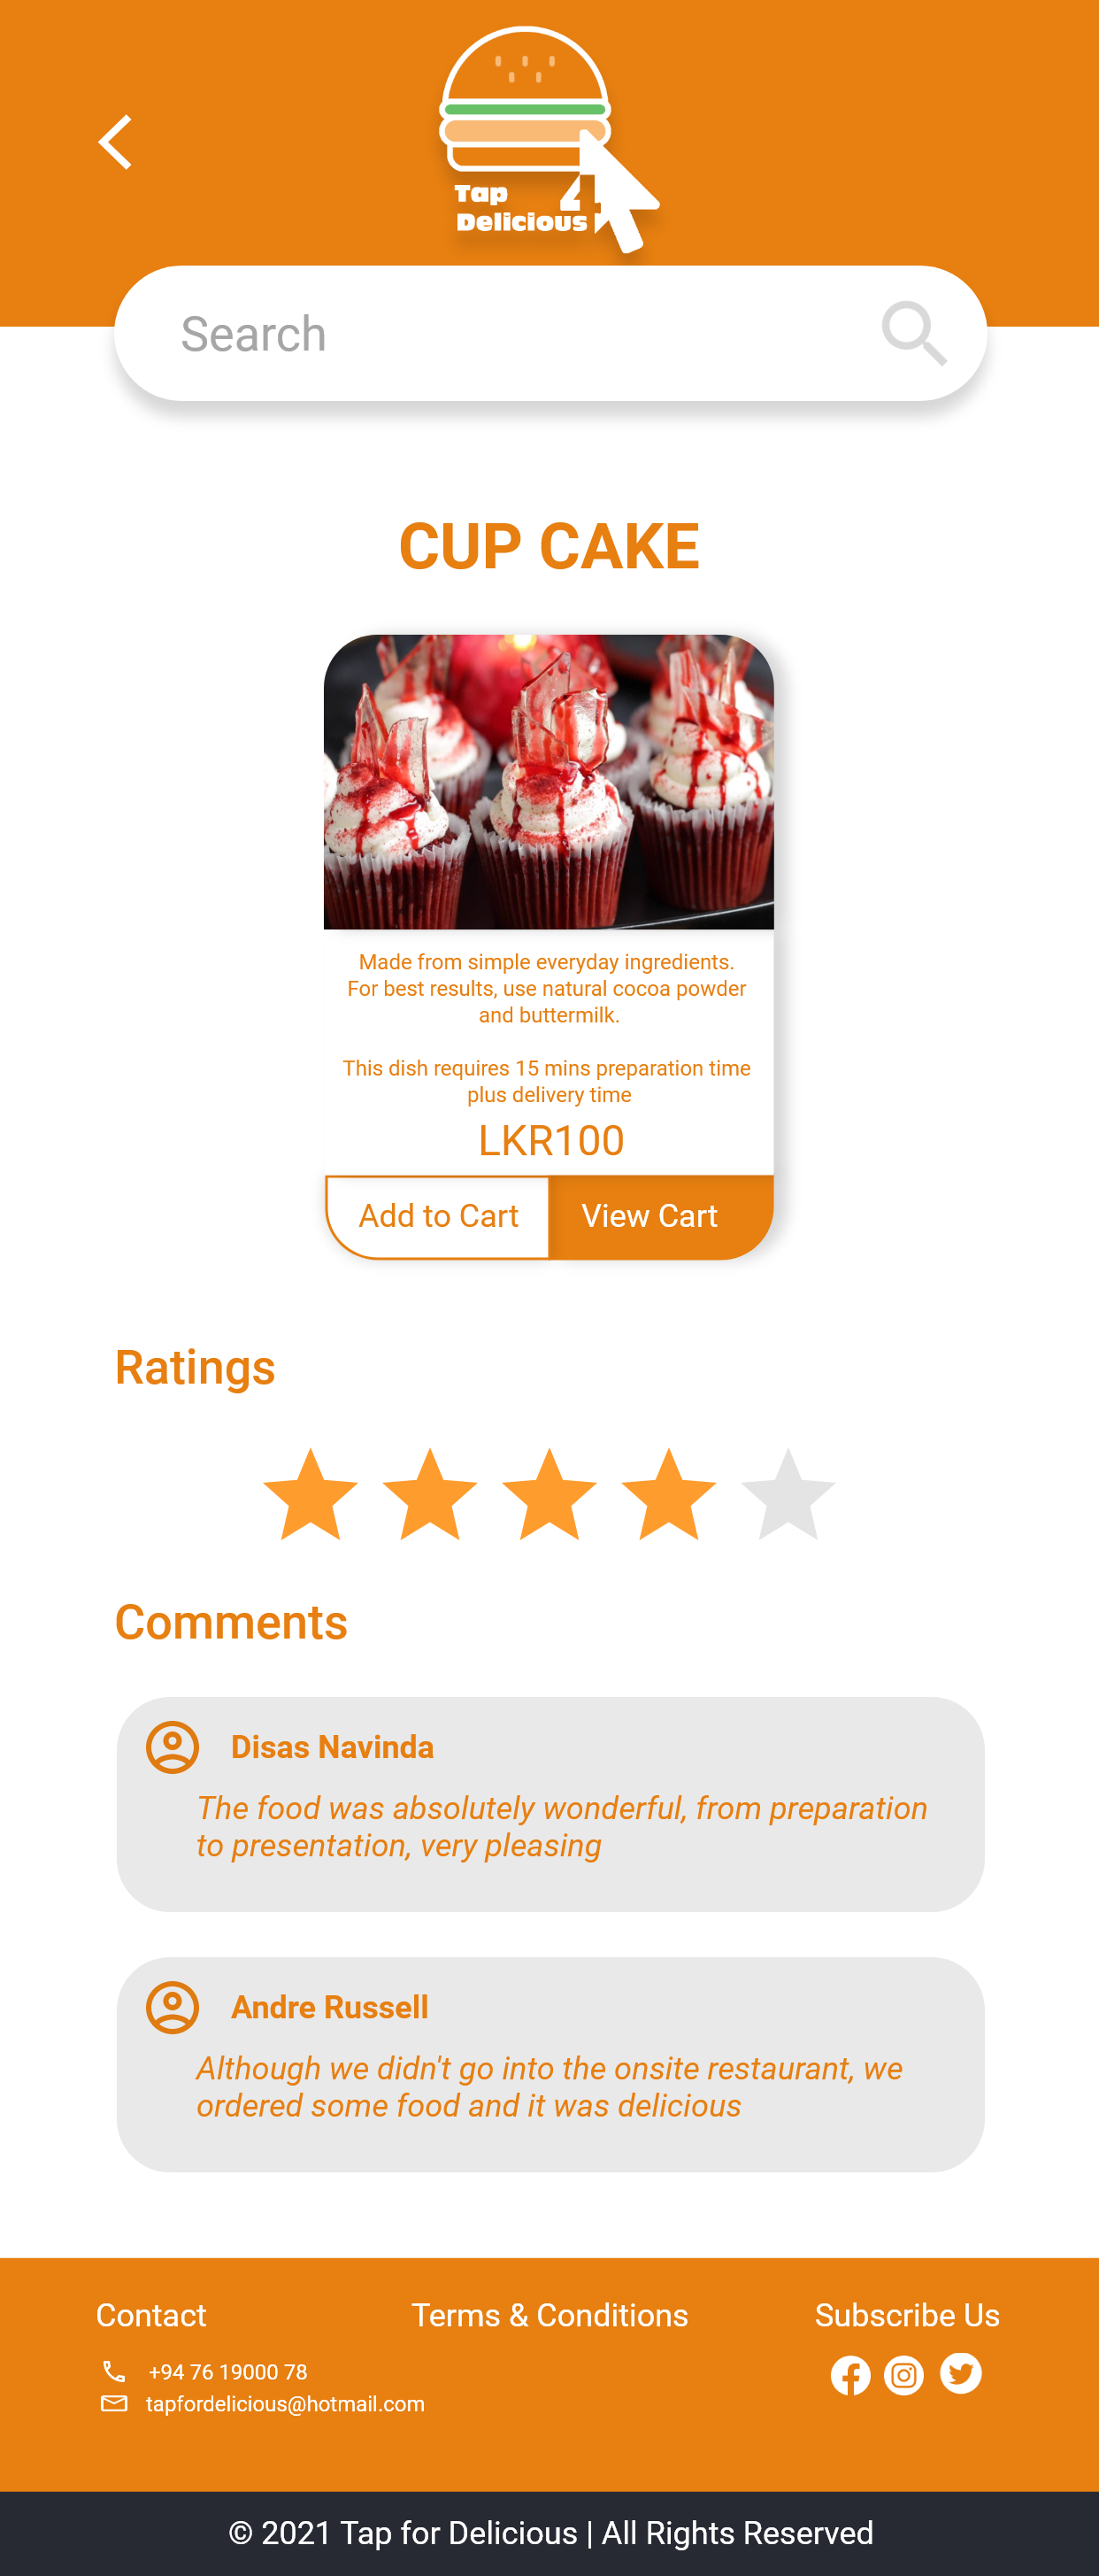 Tap 4
Delicious
Search
CUP CAKE
Made from simple everyday ingredients.
For best results, use natural cocoa powder
and buttermilk.
This dish requires 15 mins preparation time
plus delivery time
LKR100
Add to Cart
View Cart
Ratings
Comments
Disas Navinda
The food was absolutely wonderful, from preparation
to presentation, very pleasing
Andre Russell
Although we didn't go into the onsite restaurant, we
ordered some food and it was delicious
Contact
+94 76 19000 78
tapfordelicious@hotmail.com
Terms & Conditions
Subscribe Us
© 2021 Tap for Delicious | All Rights Reserved